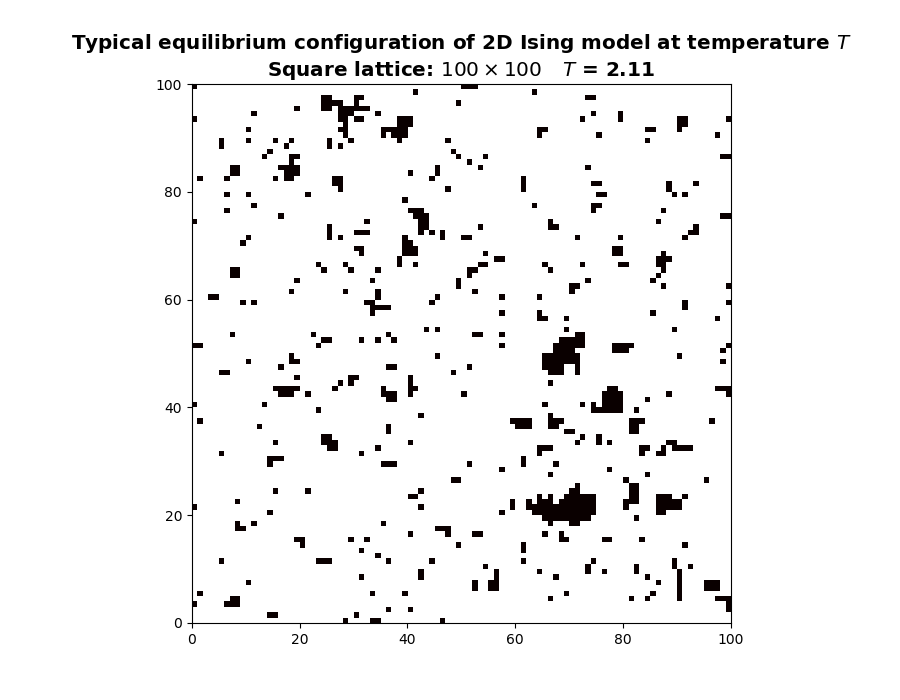 Typical equilibrium configuration of 2D Ising model at temperature T
Square lattice: 100 × 100 T = 2.11
100
80
60
40
20
0
0 20 40 60 80 100